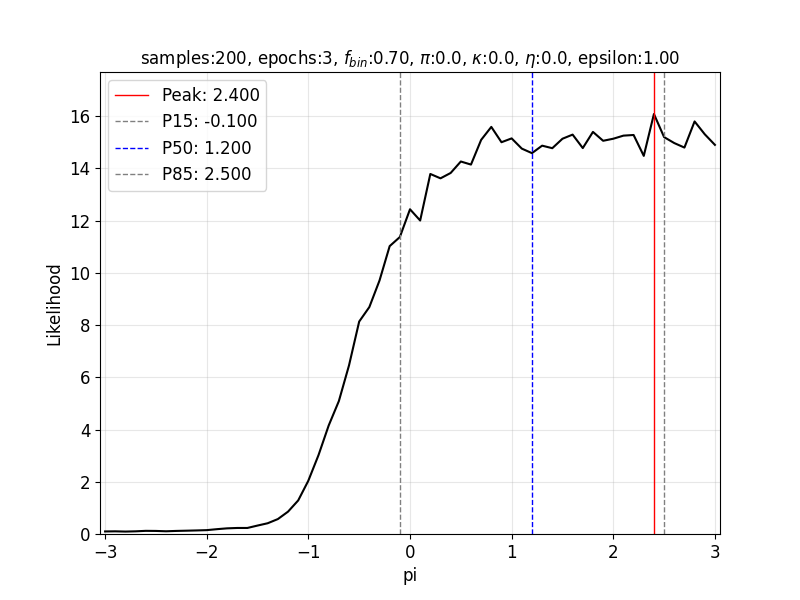 samples:200, epochs:3, f_bin:0.70, π:0.0, κ:0.0, η:0.0, epsilon:1.00
Peak: 2.400
P15: -0.100
P50: 1.200
P85: 2.500
16
14
12
10
8
6
4
2
0
Likelihood
−3 −2 −1 0 1 2 3
pi